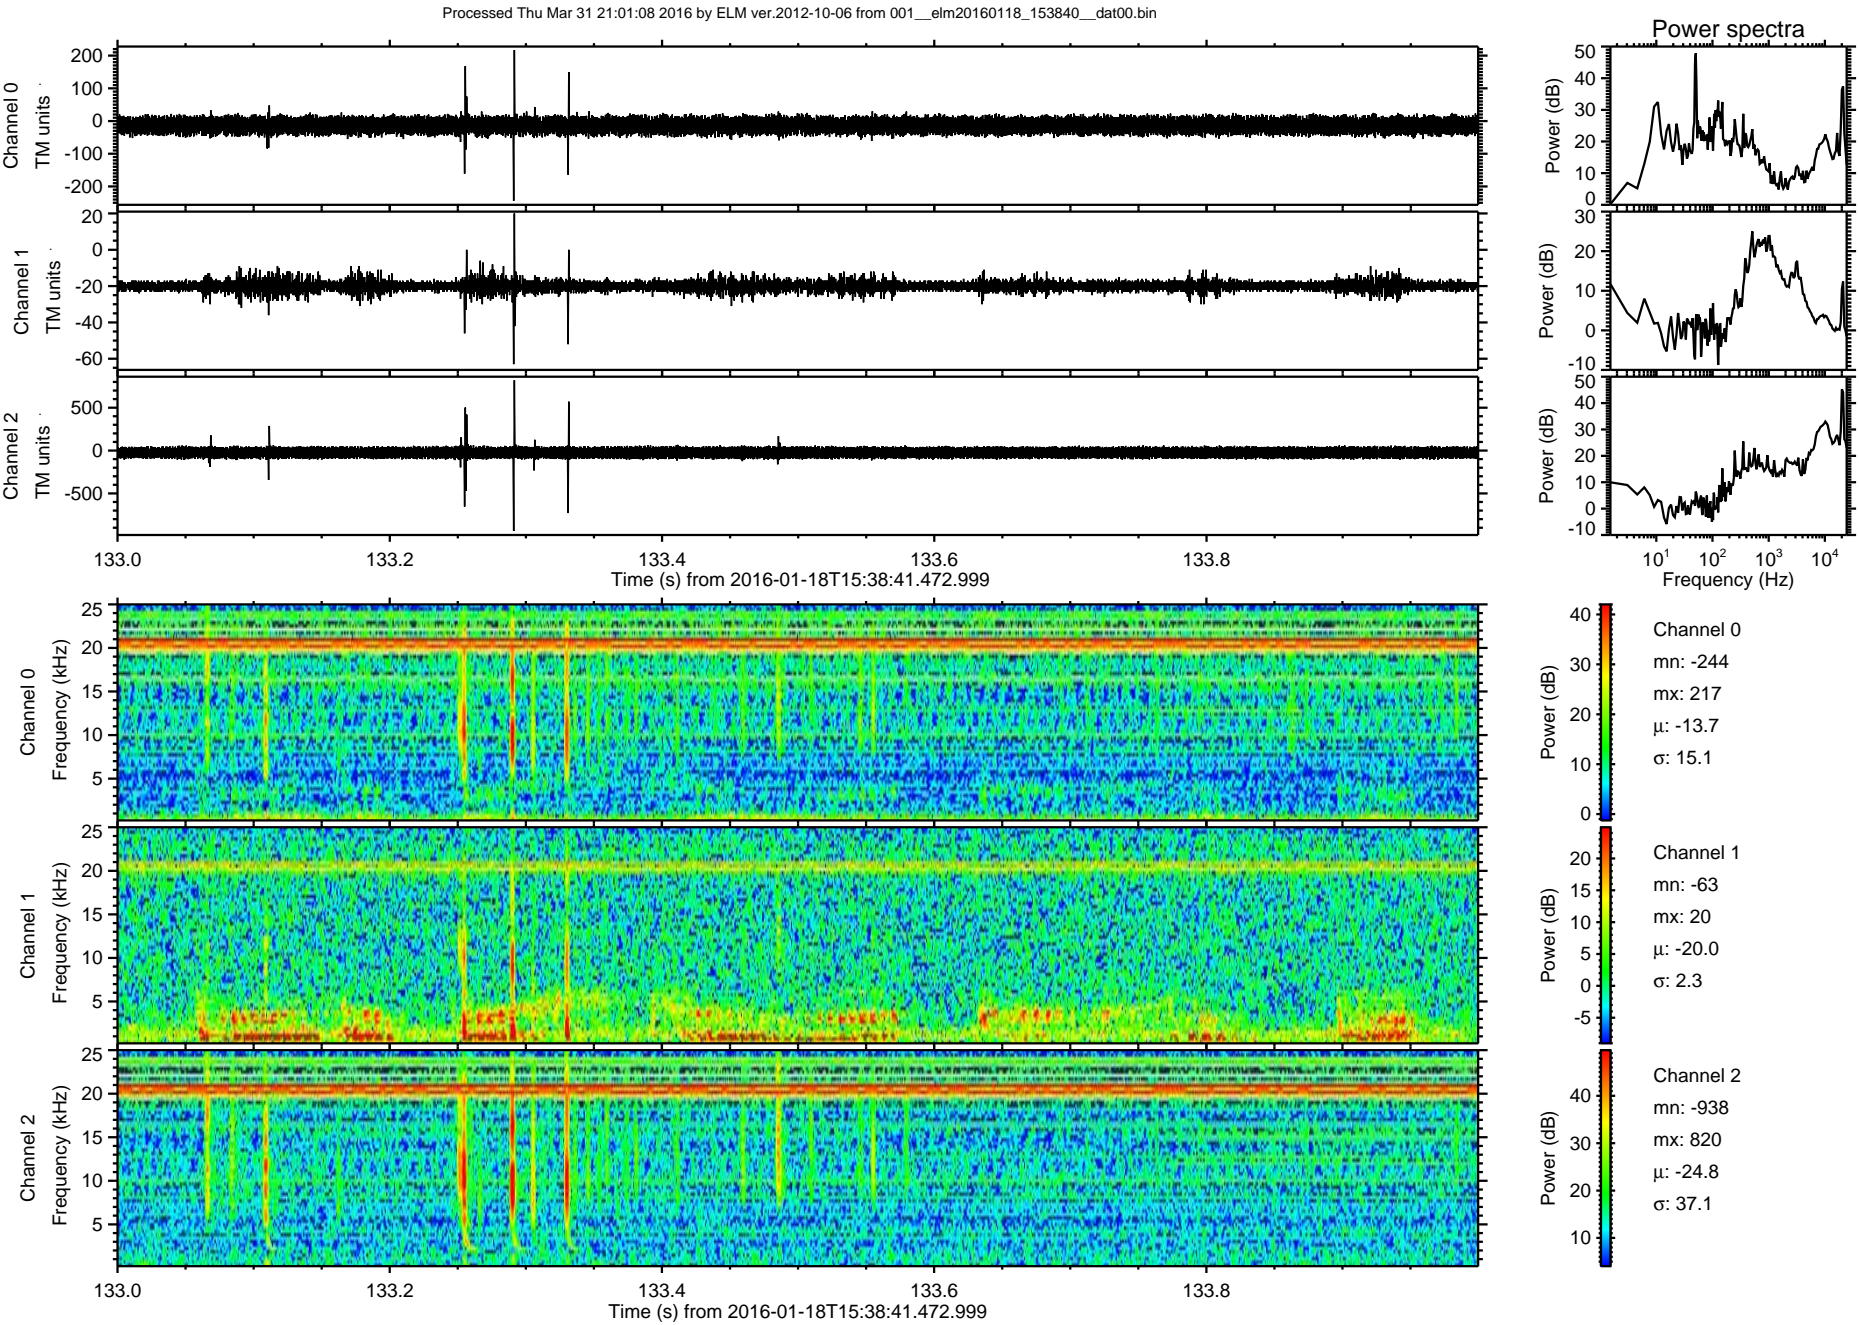 Processed Thu Mar 31 21:01:08 2016 by ELM ver.2012-10-06 from 001__elm20160118_153840__dat00.bin
Power spectra
Channel 0
TM units
200
100
0
-100
-200
Power (dB)
50
40
30
20
10
0
Channel 1
TM units
20
0
-20
-40
-60
Power (dB)
30
20
10
0
-10
Channel 2
TM units
500
0
-500
Power (dB)
50
40
30
20
10
0
-10
133.0 133.2 133.4 133.6 133.8
Time (s) from 2016-01-18T15:38:41.472.999
10¹ 10² 10³ 10⁴
Frequency (Hz)
Channel 0
Frequency (kHz)
25
20
15
10
5
Power (dB)
40
30
20
10
0
Channel 0
mn: -244
mx: 217
μ: -13.7
σ: 15.1
Channel 1
Frequency (kHz)
25
20
15
10
5
Power (dB)
20
15
10
5
0
-5
Channel 1
mn: -63
mx: 20
μ: -20.0
σ: 2.3
Channel 2
Frequency (kHz)
25
20
15
10
5
Power (dB)
40
30
20
10
Channel 2
mn: -938
mx: 820
μ: -24.8
σ: 37.1
133.0 133.2 133.4 133.6 133.8
Time (s) from 2016-01-18T15:38:41.472.999